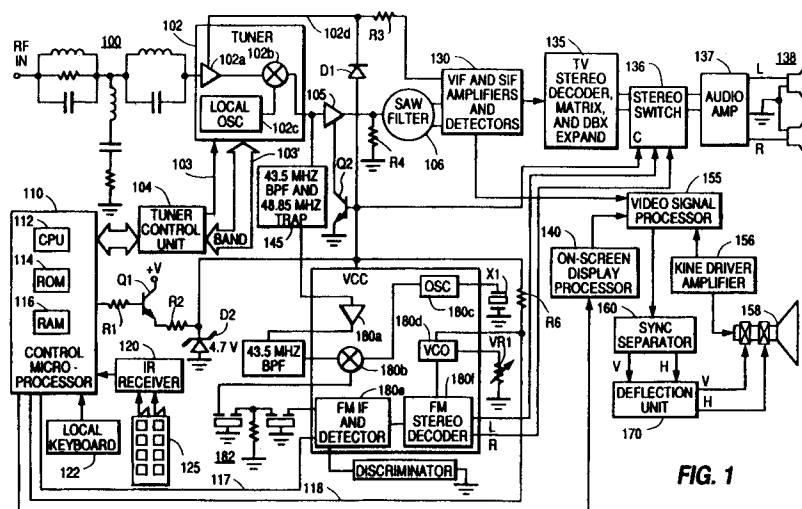 RF
IN
100
102
TUNER
102a
102b
LOCAL
OSC
102c
102d
R3
D1
105
R4
SAW
FILTER
106
130
VIF AND SIF
AMPLIFIERS
AND
DETECTORS
135
TV
STEREO
DECODER,
MATRIX,
AND DBX
EXPAND
136
STEREO
SWITCH
C
137
AUDIO
AMP
L
R
138
103
103'
104
TUNER
CONTROL
UNIT
BAND
43.5 MHZ
BPF AND
48.85 MHZ
TRAP
145
Q2
110
112
CPU
114
ROM
116
RAM
CONTROL
MICRO-
PROCESSOR
Q1
+V
R1
R2
D2
4.7 V
120
IR
RECEIVER
LOCAL
KEYBOARD
122
125
VCC
180a
43.5 MHZ
BPF
180b
OSC
180c
X1
180d
VCO
VR1
R6
180e
FM IF
AND
DETECTOR
180f
FM
STEREO
DECODER
L
R
182
DISCRIMINATOR
117
118
140
ON-SCREEN
DISPLAY
PROCESSOR
155
VIDEO SIGNAL
PROCESSOR
156
KINE DRIVER
AMPLIFIER
158
160
SYNC
SEPARATOR
V
H
DEFLECTION
UNIT
170
V
H
FIG. 1